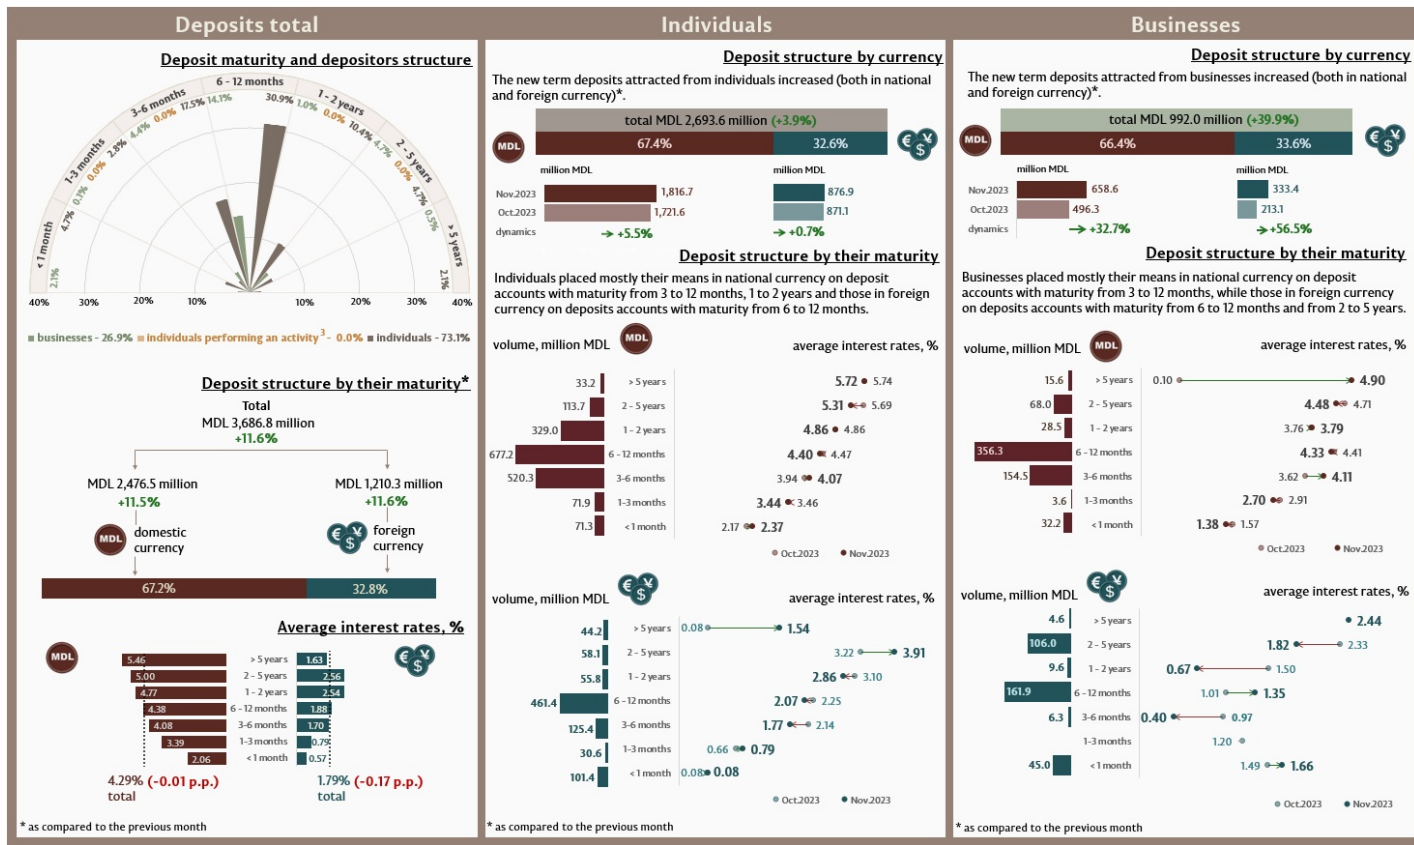 Deposits total
Deposit maturity and depositors structure
< 1 month
1-3 months
3-6 months
6 - 12 months
1 - 2 years
2 - 5 years
> 5 years
2.1%
4.7% 0.1% 0.0%
2.8% 4.4% 0.0%
17.5% 14.1%
30.9% 1.0% 0.0%
10.4% 4.7% 0.0%
4.7% 0.5%
2.1%
40% 30% 20% 10% 10% 20% 30% 40%
businesses - 26.9% individuals performing an activity 3 - 0.0% individuals - 73.1%
Deposit structure by their maturity*
Total
MDL 3,686.8 million
+11.6%
MDL 2,476.5 million MDL 1,210.3 million
+11.5% +11.6%
MDL domestic currency
€ ¥ $ foreign currency
67.2% 32.8%
Average interest rates, %
MDL € ¥ $
5.46 > 5 years 1.63
5.00 2 - 5 years 2.56
4.77 1 - 2 years 2.54
4.38 6 - 12 months 1.88
4.08 3-6 months 1.70
3.39 1-3 months 0.79
2.06 < 1 month 0.57
4.29% (-0.01 p.p.) 1.79% (-0.17 p.p.)
total total
* as compared to the previous month
Individuals
Deposit structure by currency
The new term deposits attracted from individuals increased (both in national
and foreign currency)*.
total MDL 2,693.6 million (+3.9%)
MDL 67.4% 32.6% € ¥ $
million MDL million MDL
Nov.2023 1,816.7 876.9
Oct.2023 1,721.6 871.1
dynamics +5.5% +0.7%
Deposit structure by their maturity
Individuals placed mostly their means in national currency on deposit
accounts with maturity from 3 to 12 months, 1 to 2 years and those in foreign
currency on deposits accounts with maturity from 6 to 12 months.
volume, million MDL MDL average interest rates, %
33.2 > 5 years 5.72 5.74
113.7 2 - 5 years 5.31 5.69
329.0 1 - 2 years 4.86 4.86
677.2 6 - 12 months 4.40 4.47
520.3 3-6 months 3.94 4.07
71.9 1-3 months 3.44 3.46
71.3 < 1 month 2.17 2.37
Oct.2023 Nov.2023
volume, million MDL € ¥ $ average interest rates, %
44.2 > 5 years 0.08 1.54
58.1 2 - 5 years 3.22 3.91
55.8 1 - 2 years 2.86 3.10
461.4 6 - 12 months 2.07 2.25
125.4 3-6 months 1.77 2.14
30.6 1-3 months 0.66 0.79
101.4 < 1 month 0.08 0.08
Oct.2023 Nov.2023
* as compared to the previous month
Businesses
Deposit structure by currency
The new term deposits attracted from businesses increased (both in national
and foreign currency)*.
total MDL 992.0 million (+39.9%)
MDL 66.4% 33.6% € ¥ $
million MDL million MDL
Nov.2023 658.6 333.4
Oct.2023 496.3 213.1
dynamics +32.7% +56.5%
Deposit structure by their maturity
Businesses placed mostly their means in national currency on deposit
accounts with maturity from 3 to 12 months, while those in foreign currency
on deposits accounts with maturity from 6 to 12 months and from 2 to 5 years.
volume, million MDL MDL average interest rates, %
15.6 > 5 years 0.10 4.90
68.0 2 - 5 years 4.48 4.71
28.5 1 - 2 years 3.76 3.79
356.3 6 - 12 months 4.33 4.41
154.5 3-6 months 3.62 4.11
3.6 1-3 months 2.70 2.91
32.2 < 1 month 1.38 1.57
Oct.2023 Nov.2023
volume, million MDL € ¥ $ average interest rates, %
4.6 > 5 years 2.44
106.0 2 - 5 years 1.82 2.33
9.6 1 - 2 years 0.67 1.50
161.9 6 - 12 months 1.01 1.35
6.3 3-6 months 0.40 0.97
1-3 months 1.20
45.0 < 1 month 1.49 1.66
Oct.2023 Nov.2023
* as compared to the previous month